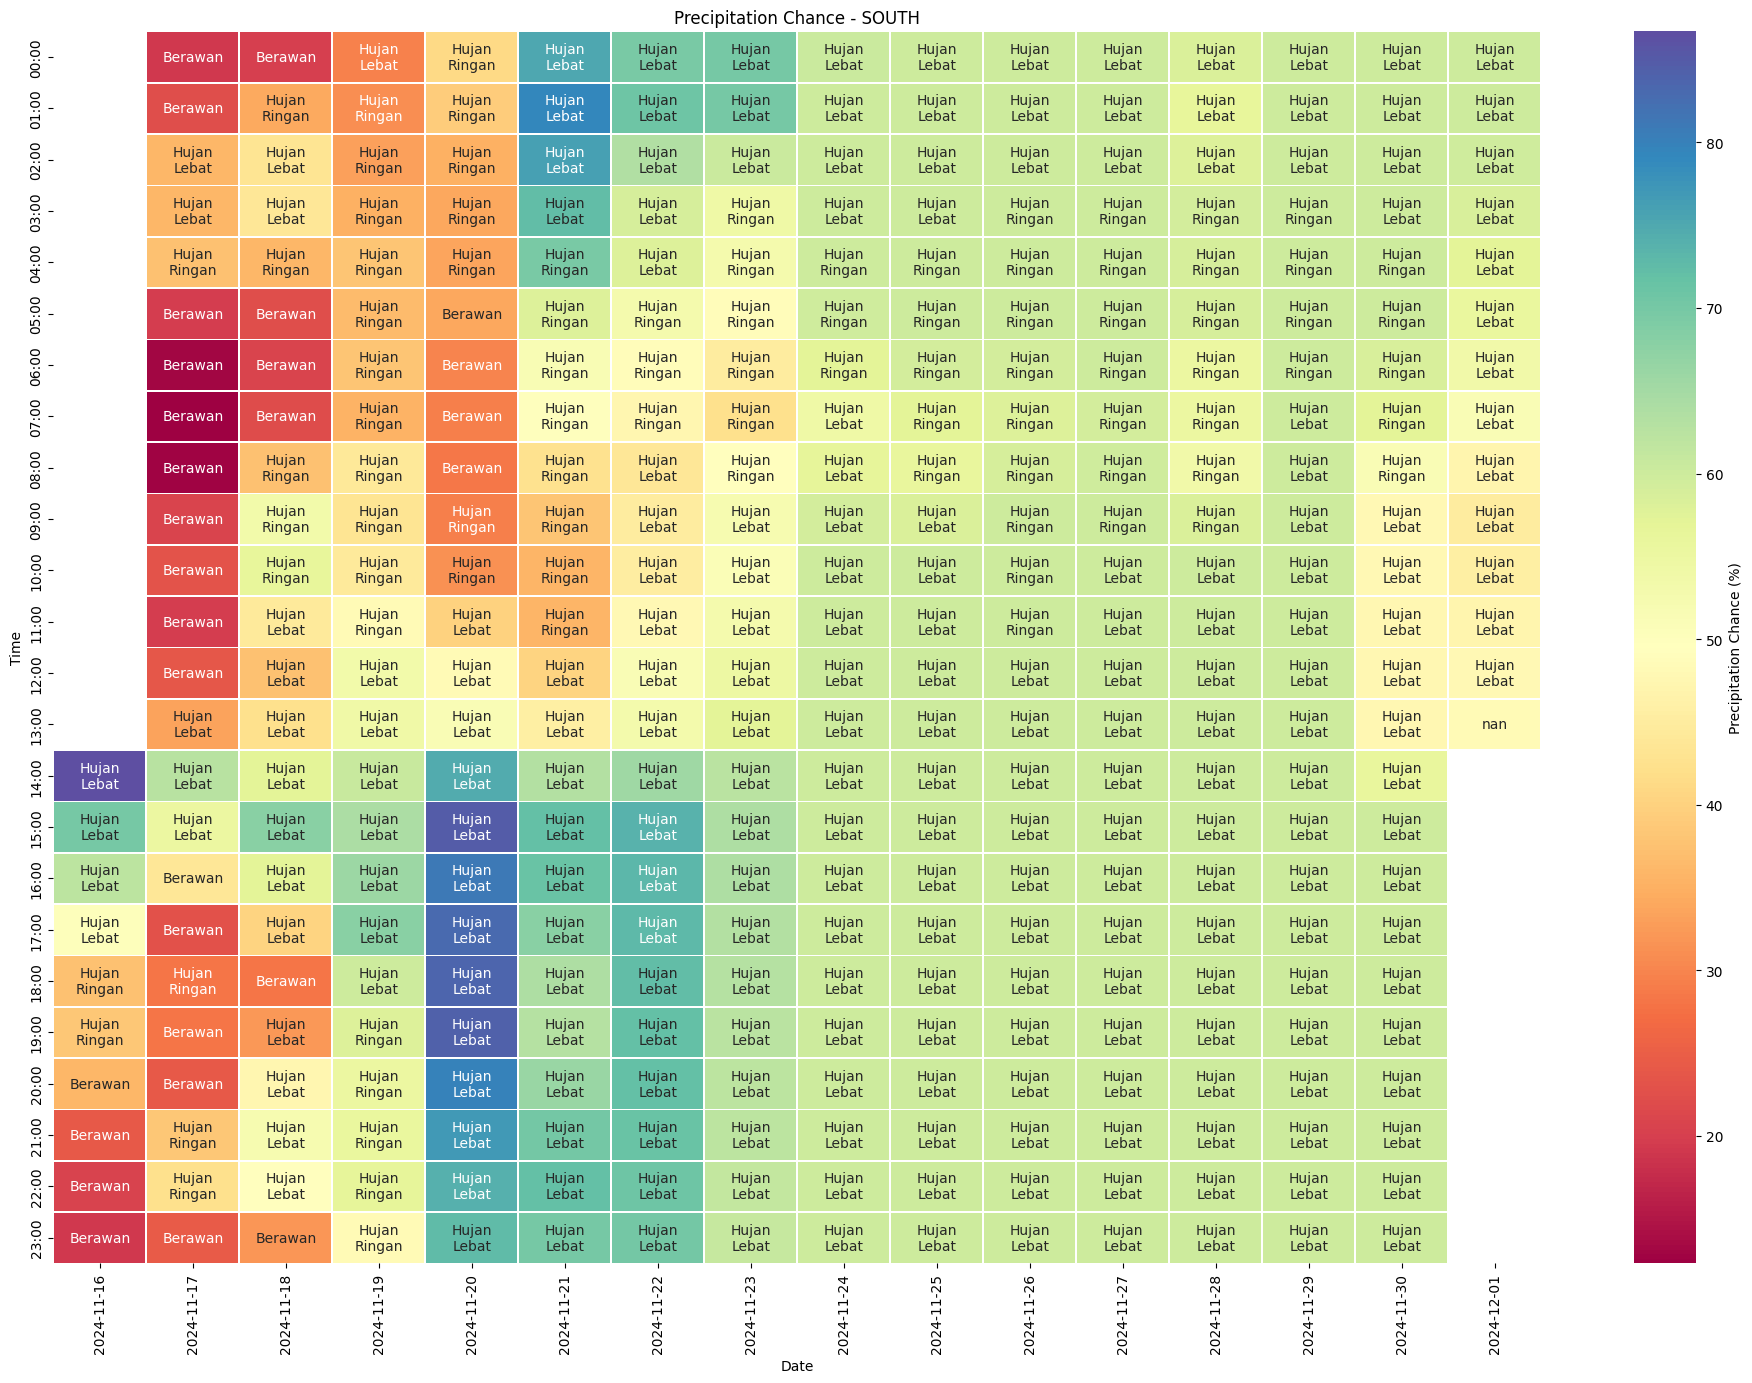 Precipitation Chance - SOUTH
00:00 Berawan Berawan Hujan Lebat Hujan Ringan Hujan Lebat Hujan Lebat Hujan Lebat Hujan Lebat Hujan Lebat Hujan Lebat Hujan Lebat Hujan Lebat Hujan Lebat Hujan Lebat Hujan Lebat
01:00 Berawan Hujan Ringan Hujan Ringan Hujan Ringan Hujan Lebat Hujan Lebat Hujan Lebat Hujan Lebat Hujan Lebat Hujan Lebat Hujan Lebat Hujan Lebat Hujan Lebat Hujan Lebat Hujan Lebat
02:00 Hujan Lebat Hujan Lebat Hujan Ringan Hujan Ringan Hujan Lebat Hujan Lebat Hujan Lebat Hujan Lebat Hujan Lebat Hujan Lebat Hujan Lebat Hujan Lebat Hujan Lebat Hujan Lebat Hujan Lebat
03:00 Hujan Lebat Hujan Lebat Hujan Ringan Hujan Ringan Hujan Lebat Hujan Lebat Hujan Ringan Hujan Lebat Hujan Lebat Hujan Ringan Hujan Ringan Hujan Ringan Hujan Ringan Hujan Lebat Hujan Lebat
04:00 Hujan Ringan Hujan Ringan Hujan Ringan Hujan Ringan Hujan Ringan Hujan Lebat Hujan Ringan Hujan Ringan Hujan Ringan Hujan Ringan Hujan Ringan Hujan Ringan Hujan Ringan Hujan Ringan Hujan Lebat
05:00 Berawan Berawan Hujan Ringan Berawan Hujan Ringan Hujan Ringan Hujan Ringan Hujan Ringan Hujan Ringan Hujan Ringan Hujan Ringan Hujan Ringan Hujan Ringan Hujan Ringan Hujan Lebat
06:00 Berawan Berawan Hujan Ringan Berawan Hujan Ringan Hujan Ringan Hujan Ringan Hujan Ringan Hujan Ringan Hujan Ringan Hujan Ringan Hujan Ringan Hujan Ringan Hujan Ringan Hujan Lebat
07:00 Berawan Berawan Hujan Ringan Berawan Hujan Ringan Hujan Ringan Hujan Ringan Hujan Lebat Hujan Ringan Hujan Ringan Hujan Ringan Hujan Ringan Hujan Lebat Hujan Ringan Hujan Lebat
08:00 Berawan Hujan Ringan Hujan Ringan Berawan Hujan Ringan Hujan Lebat Hujan Ringan Hujan Lebat Hujan Ringan Hujan Ringan Hujan Ringan Hujan Ringan Hujan Lebat Hujan Ringan Hujan Lebat
09:00 Berawan Hujan Ringan Hujan Ringan Hujan Ringan Hujan Ringan Hujan Lebat Hujan Lebat Hujan Lebat Hujan Lebat Hujan Ringan Hujan Ringan Hujan Ringan Hujan Lebat Hujan Lebat Hujan Lebat
10:00 Berawan Hujan Ringan Hujan Ringan Hujan Ringan Hujan Ringan Hujan Lebat Hujan Lebat Hujan Lebat Hujan Lebat Hujan Ringan Hujan Lebat Hujan Lebat Hujan Lebat Hujan Lebat Hujan Lebat
11:00 Berawan Hujan Lebat Hujan Ringan Hujan Lebat Hujan Ringan Hujan Lebat Hujan Lebat Hujan Lebat Hujan Lebat Hujan Ringan Hujan Lebat Hujan Lebat Hujan Lebat Hujan Lebat Hujan Lebat
12:00 Berawan Hujan Lebat Hujan Lebat Hujan Lebat Hujan Lebat Hujan Lebat Hujan Lebat Hujan Lebat Hujan Lebat Hujan Lebat Hujan Lebat Hujan Lebat Hujan Lebat Hujan Lebat Hujan Lebat
13:00 Hujan Lebat Hujan Lebat Hujan Lebat Hujan Lebat Hujan Lebat Hujan Lebat Hujan Lebat Hujan Lebat Hujan Lebat Hujan Lebat Hujan Lebat Hujan Lebat Hujan Lebat Hujan Lebat nan
14:00 Hujan Lebat Hujan Lebat Hujan Lebat Hujan Lebat Hujan Lebat Hujan Lebat Hujan Lebat Hujan Lebat Hujan Lebat Hujan Lebat Hujan Lebat Hujan Lebat Hujan Lebat Hujan Lebat Hujan Lebat
15:00 Hujan Lebat Hujan Lebat Hujan Lebat Hujan Lebat Hujan Lebat Hujan Lebat Hujan Lebat Hujan Lebat Hujan Lebat Hujan Lebat Hujan Lebat Hujan Lebat Hujan Lebat Hujan Lebat Hujan Lebat
16:00 Hujan Lebat Berawan Hujan Lebat Hujan Lebat Hujan Lebat Hujan Lebat Hujan Lebat Hujan Lebat Hujan Lebat Hujan Lebat Hujan Lebat Hujan Lebat Hujan Lebat Hujan Lebat Hujan Lebat
17:00 Hujan Lebat Berawan Hujan Lebat Hujan Lebat Hujan Lebat Hujan Lebat Hujan Lebat Hujan Lebat Hujan Lebat Hujan Lebat Hujan Lebat Hujan Lebat Hujan Lebat Hujan Lebat Hujan Lebat
18:00 Hujan Ringan Hujan Ringan Berawan Hujan Lebat Hujan Lebat Hujan Lebat Hujan Lebat Hujan Lebat Hujan Lebat Hujan Lebat Hujan Lebat Hujan Lebat Hujan Lebat Hujan Lebat Hujan Lebat
19:00 Hujan Ringan Berawan Hujan Lebat Hujan Ringan Hujan Lebat Hujan Lebat Hujan Lebat Hujan Lebat Hujan Lebat Hujan Lebat Hujan Lebat Hujan Lebat Hujan Lebat Hujan Lebat Hujan Lebat
20:00 Berawan Berawan Hujan Lebat Hujan Ringan Hujan Lebat Hujan Lebat Hujan Lebat Hujan Lebat Hujan Lebat Hujan Lebat Hujan Lebat Hujan Lebat Hujan Lebat Hujan Lebat Hujan Lebat
21:00 Berawan Hujan Ringan Hujan Lebat Hujan Ringan Hujan Lebat Hujan Lebat Hujan Lebat Hujan Lebat Hujan Lebat Hujan Lebat Hujan Lebat Hujan Lebat Hujan Lebat Hujan Lebat Hujan Lebat
22:00 Berawan Hujan Ringan Hujan Lebat Hujan Ringan Hujan Lebat Hujan Lebat Hujan Lebat Hujan Lebat Hujan Lebat Hujan Lebat Hujan Lebat Hujan Lebat Hujan Lebat Hujan Lebat Hujan Lebat
23:00 Berawan Berawan Berawan Hujan Ringan Hujan Lebat Hujan Lebat Hujan Lebat Hujan Lebat Hujan Lebat Hujan Lebat Hujan Lebat Hujan Lebat Hujan Lebat Hujan Lebat Hujan Lebat
Time
2024-11-16 2024-11-17 2024-11-18 2024-11-19 2024-11-20 2024-11-21 2024-11-22 2024-11-23 2024-11-24 2024-11-25 2024-11-26 2024-11-27 2024-11-28 2024-11-29 2024-11-30 2024-12-01
Date
80
70
60
50
40
30
20
Precipitation Chance (%)